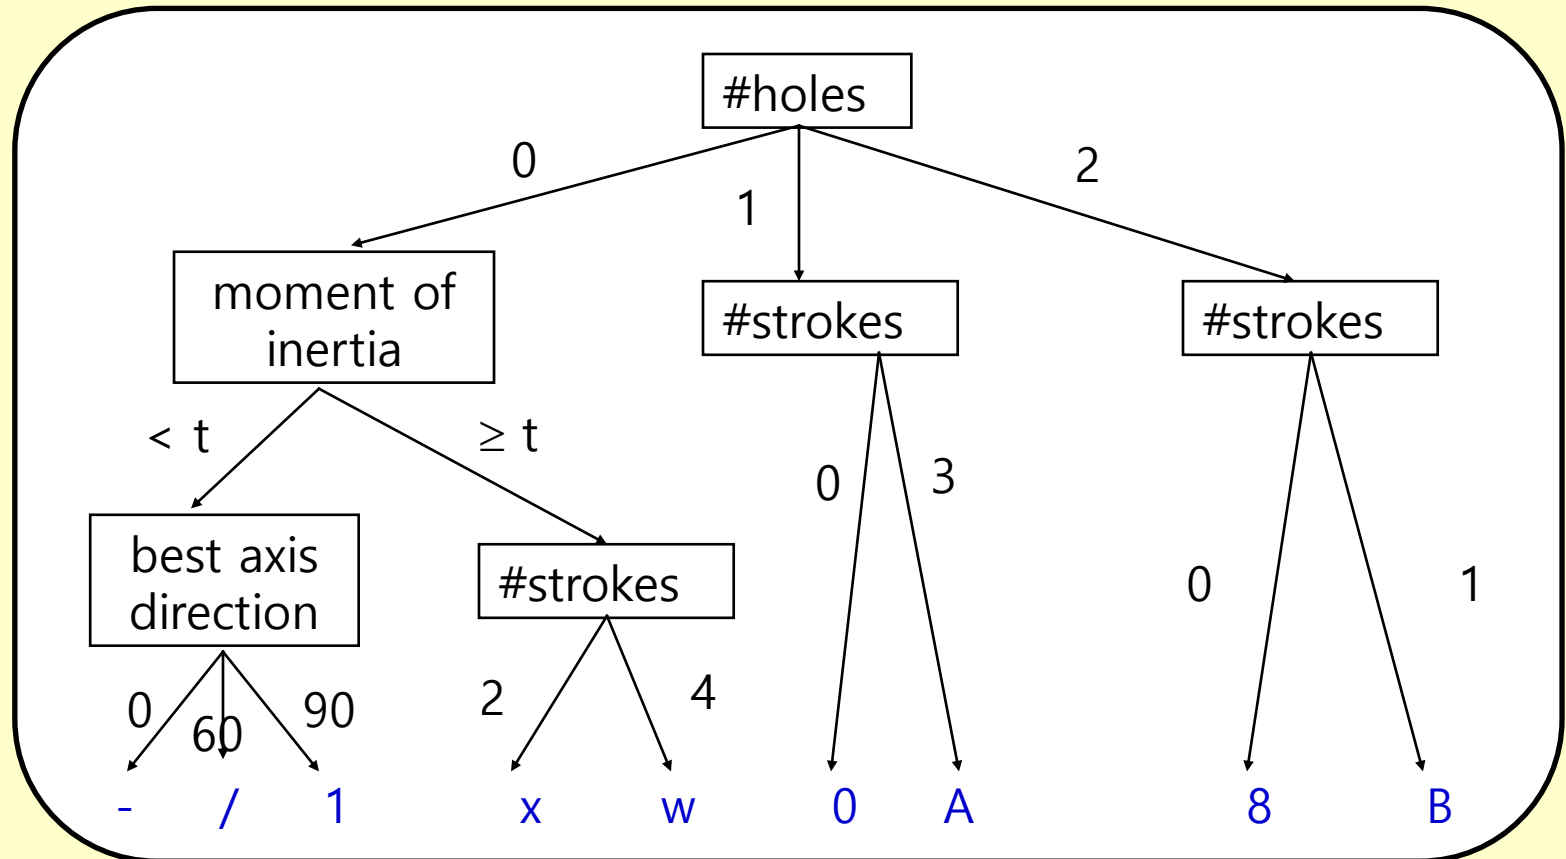 #holes
0
1
2
moment of
inertia
#strokes
#strokes
< t
≥ t
0
3
best axis
direction
#strokes
0
1
0
60
90
2
4
-
/
1
x
w
0
A
8
B